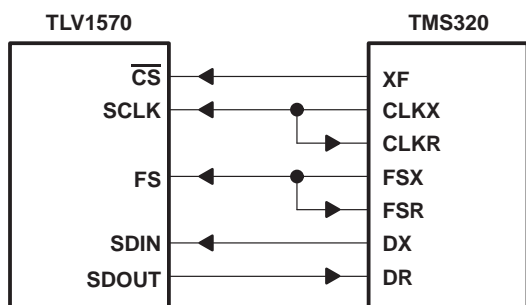 TLV1570 TMS320
CS XF
SCLK CLKX
CLKR
FS FSX
FSR
SDIN DX
SDOUT DR